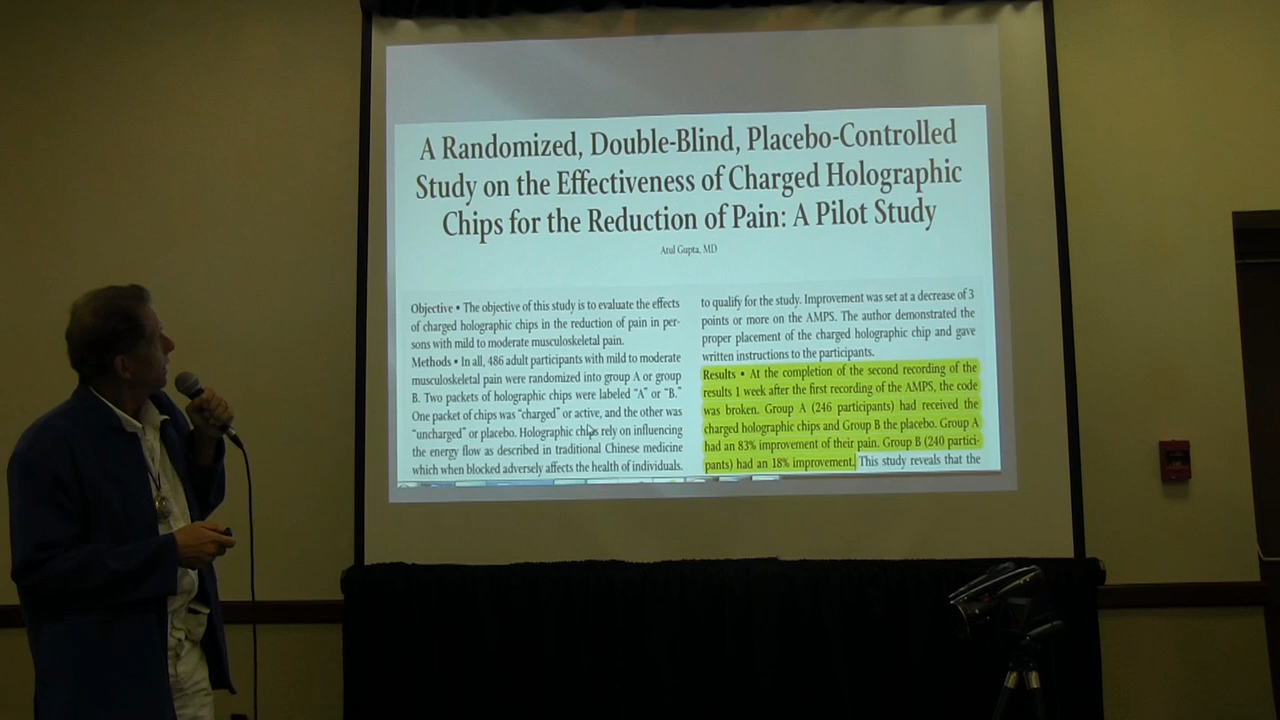 A Randomized, Double-Blind, Placebo-Controlled
Study on the Effectiveness of Charged Holographic
Chips for the Reduction of Pain: A Pilot Study
Atul Gupta, MD
Objective • The objective of this study is to evaluate the effects
of charged holographic chips in the reduction of pain in per-
sons with mild to moderate musculoskeletal pain.
Methods • In all, 486 adult participants with mild to moderate
musculoskeletal pain were randomized into group A or group
B. Two packets of holographic chips were labeled “A” or “B.”
One packet of chips was “charged” or active, and the other was
“uncharged” or placebo. Holographic chips rely on influencing
the energy flow as described in traditional Chinese medicine
which when blocked adversely affects the health of individuals.
to qualify for the study. Improvement was set at a decrease of 3
points or more on the AMPS. The author demonstrated the
proper placement of the charged holographic chip and gave
written instructions to the participants.
Results • At the completion of the second recording of the
results 1 week after the first recording of the AMPS, the code
was broken. Group A (246 participants) had received the
charged holographic chips and Group B the placebo. Group A
had an 83% improvement of their pain. Group B (240 partici-
pants) had an 18% improvement. This study reveals that the